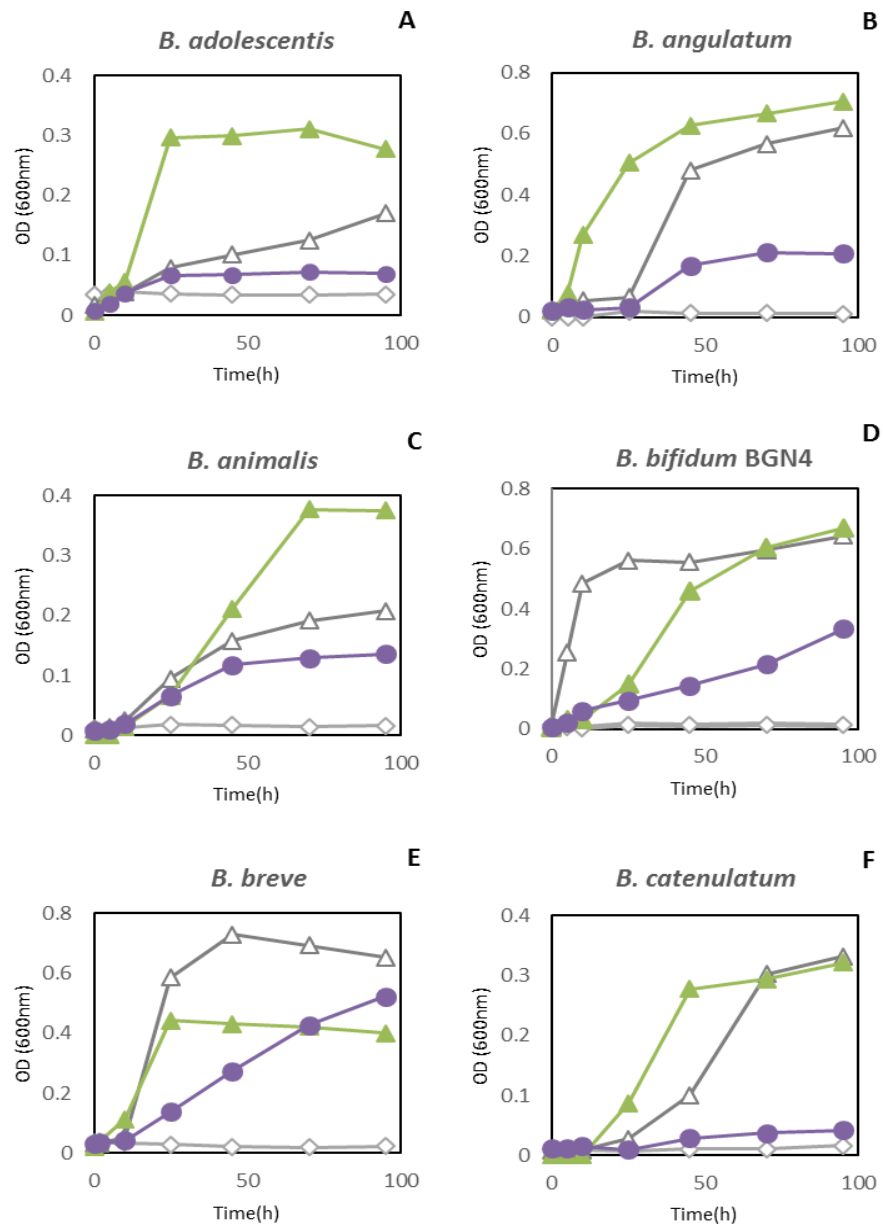 A
B. adolescentis
0.4
0.3
0.2
0.1
0
OD (600nm)
0
50
100
Time(h)
B
B. angulatum
0.8
0.6
0.4
0.2
0
OD (600nm)
0
50
100
Time(h)
C
B. animalis
0.4
0.3
0.2
0.1
0
OD (600nm)
0
50
100
Time(h)
D
B. bifidum BGN4
0.8
0.6
0.4
0.2
0
OD (600nm)
0
50
100
Time(h)
E
B. breve
0.8
0.6
0.4
0.2
0
OD (600nm)
0
50
100
Time(h)
F
B. catenulatum
0.4
0.3
0.2
0.1
0
OD (600nm)
0
50
100
Time(h)